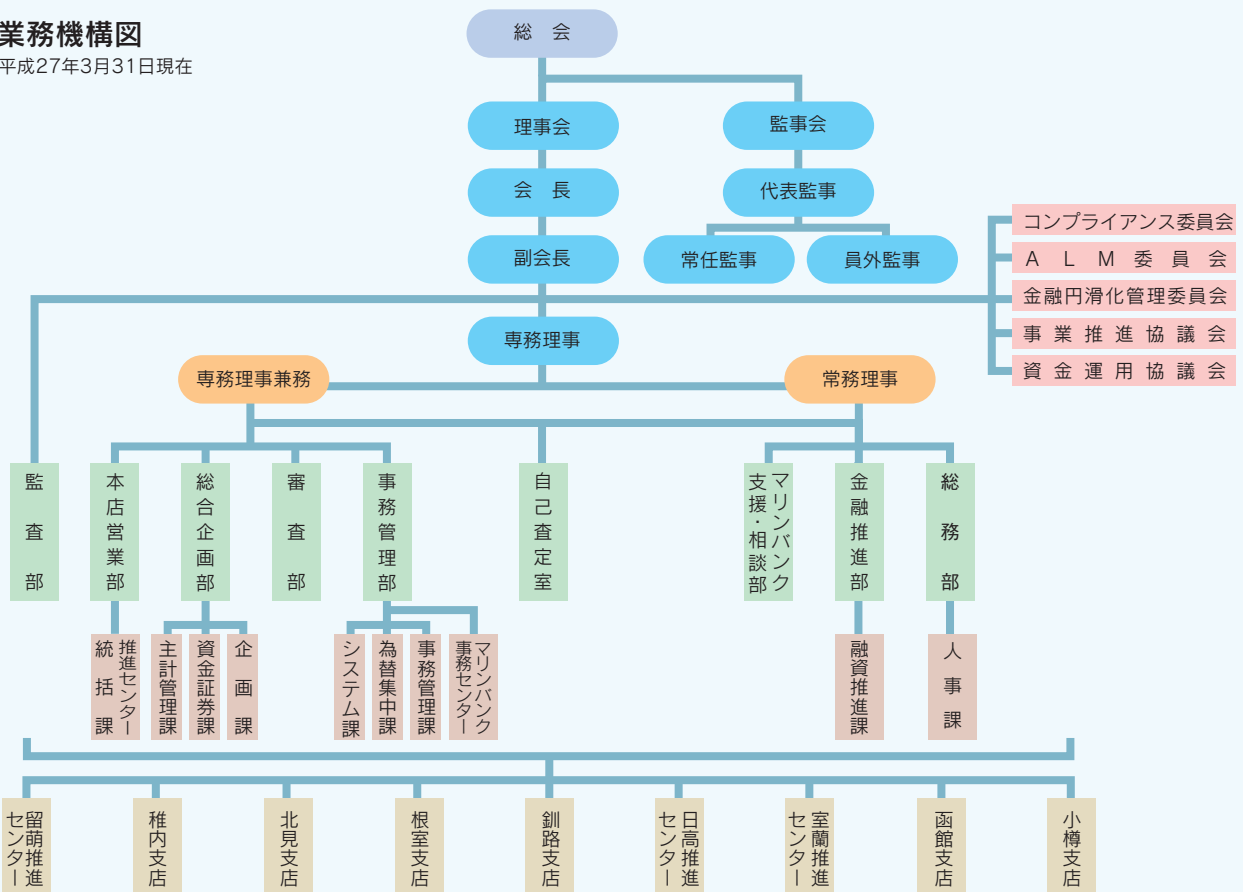 業務機構図
平成27年3月31日現在
総　会
理事会
監事会
会　長
代表監事
副会長
常任監事
員外監事
コンプライアンス委員会
ＡＬＭ委員会
金融円滑化管理委員会
事業推進協議会
資金運用協議会
専務理事
専務理事兼務
常務理事
監査部
本店営業部
総合企画部
審査部
事務管理部
自己査定室
マリンバンク
支援・相談部
金融推進部
総務部
推進センター
統括課
主計管理課
資金証券課
企画課
システム課
為替集中課
事務管理課
マリンバンク
事務センター
融資推進課
人事課
留萌推進
センター
稚内支店
北見支店
根室支店
釧路支店
日高推進
センター
室蘭推進
センター
函館支店
小樽支店